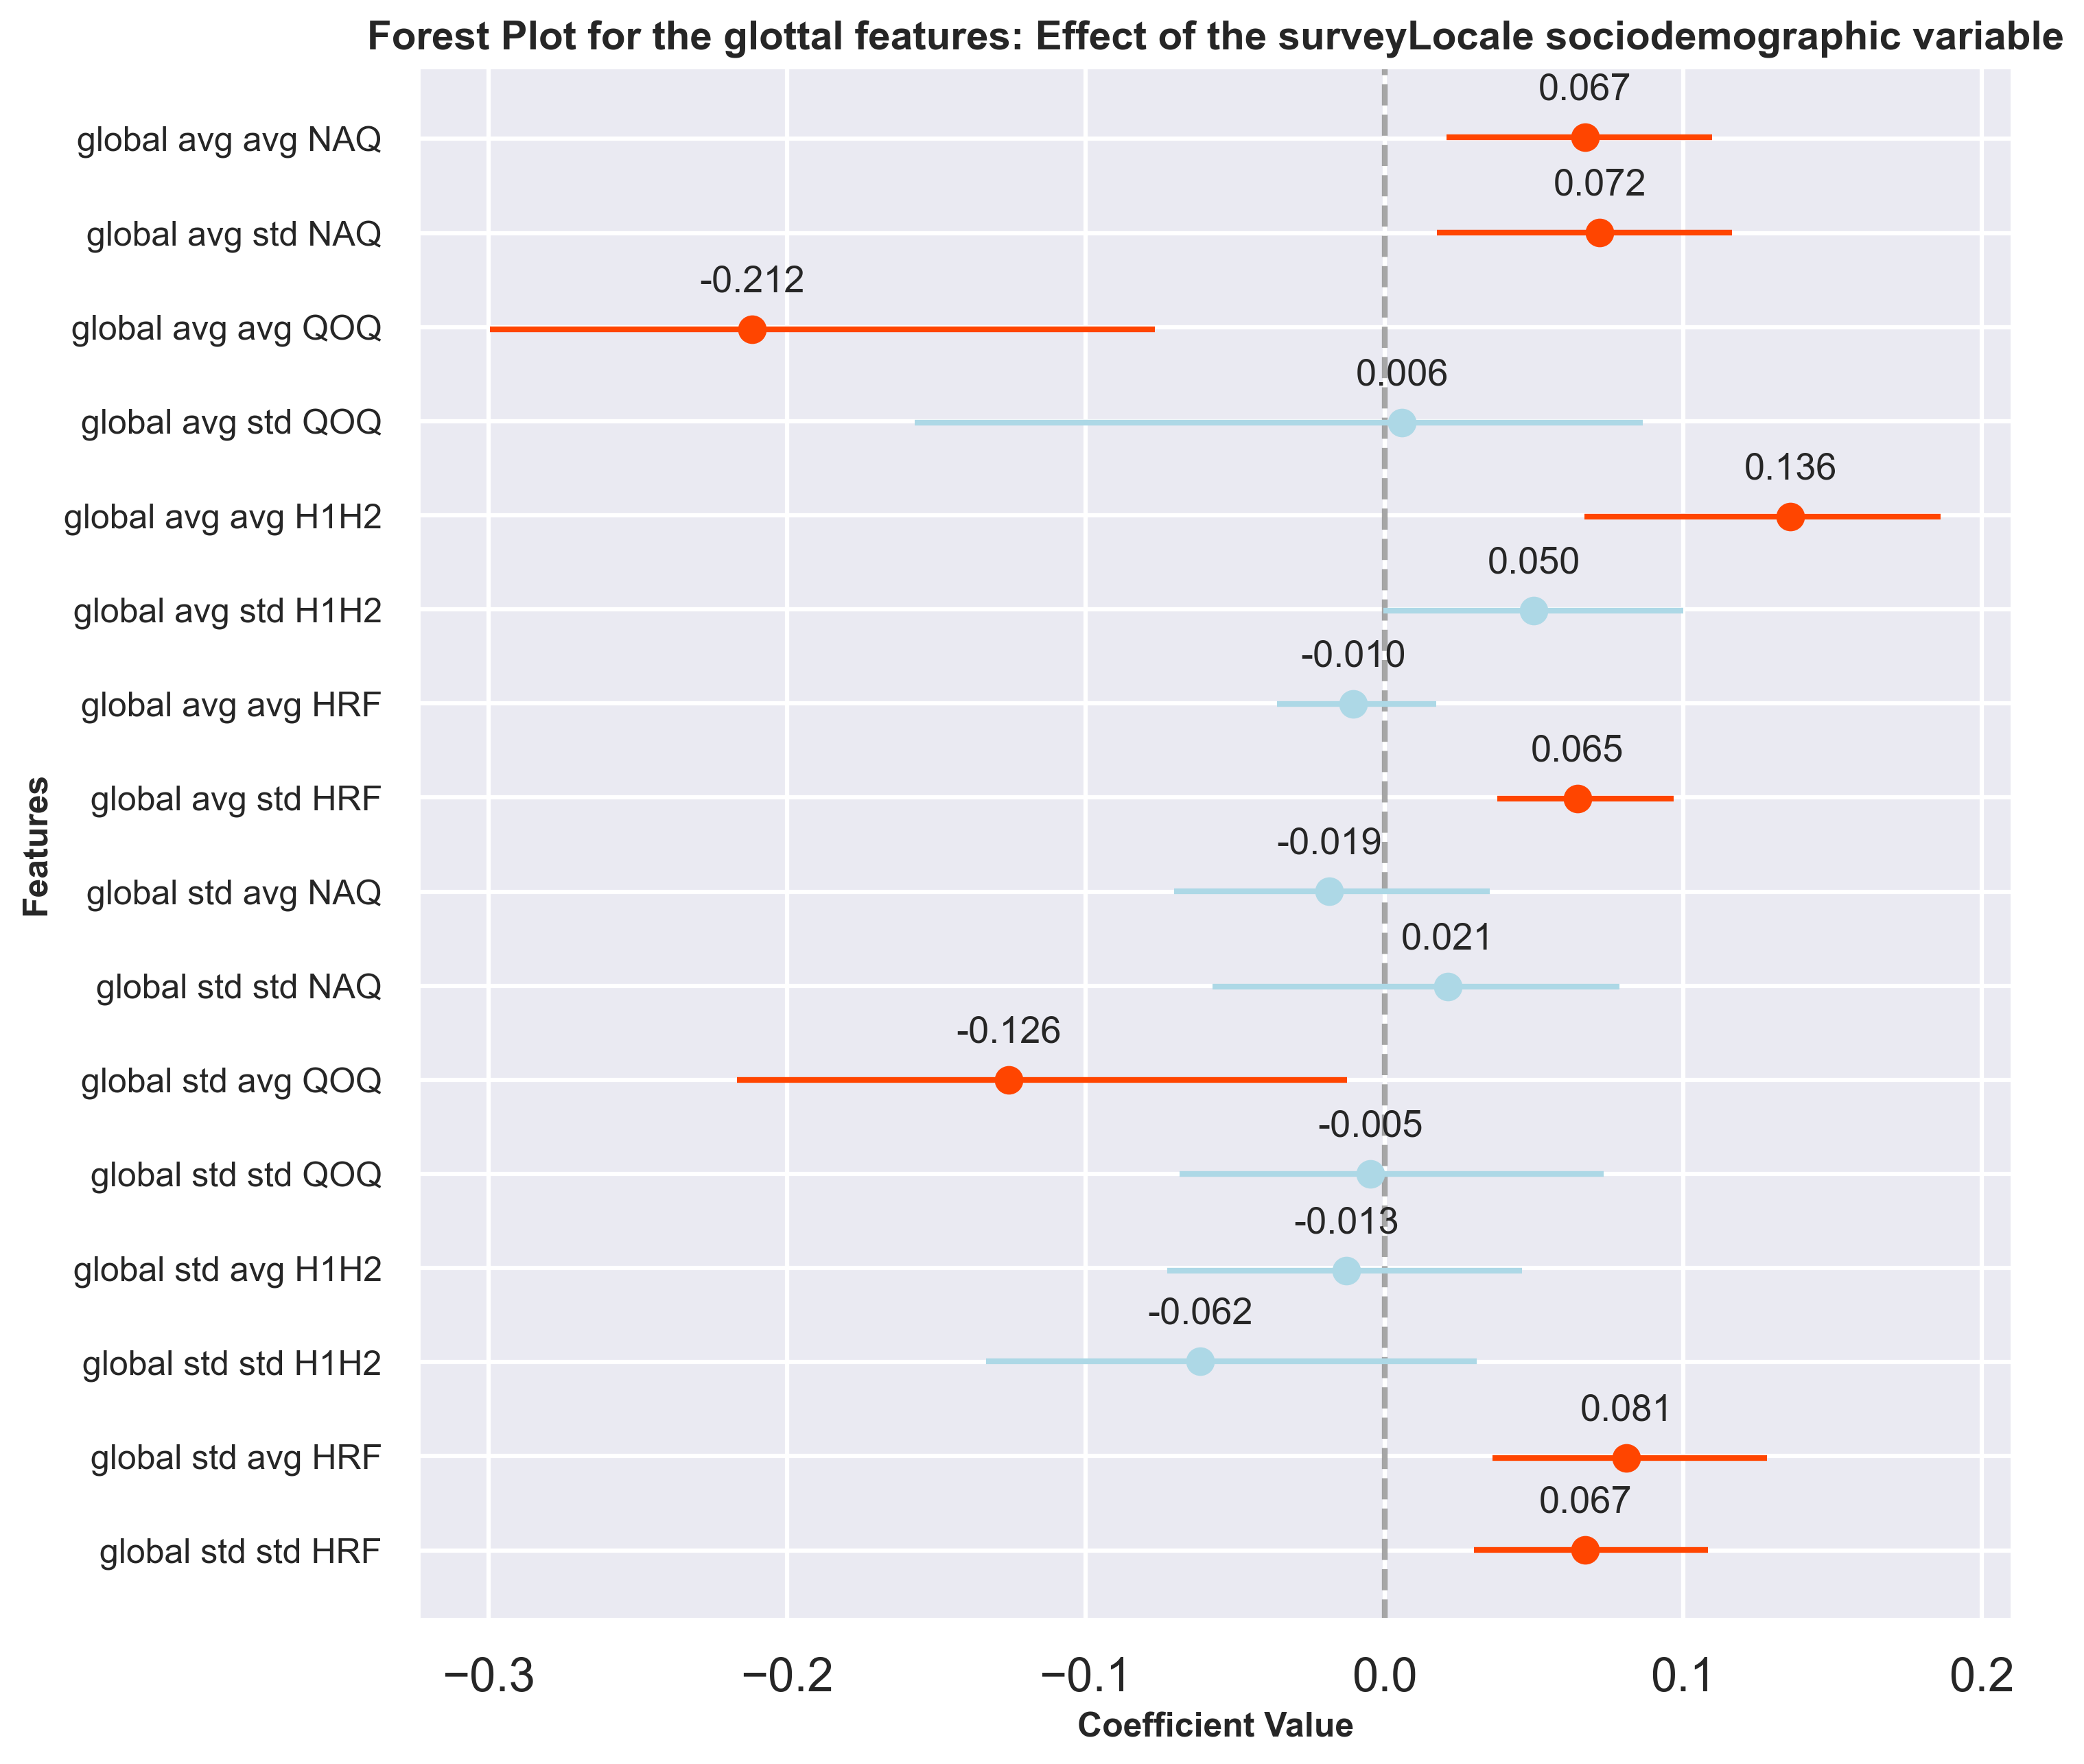 Forest Plot for the glottal features: Effect of the surveyLocale sociodemographic variable
0.067
global avg avg NAQ
0.072
global avg std NAQ
-0.212
global avg avg QOQ
0.006
global avg std QOQ
0.136
global avg avg H1H2
0.050
global avg std H1H2
-0.010
global avg avg HRF
0.065
global avg std HRF
-0.019
global std avg NAQ
0.021
global std std NAQ
-0.126
global std avg QOQ
-0.005
global std std QOQ
-0.013
global std avg H1H2
-0.062
global std std H1H2
0.081
global std avg HRF
0.067
global std std HRF
Features
−0.3 −0.2 −0.1 0.0 0.1 0.2
Coefficient Value